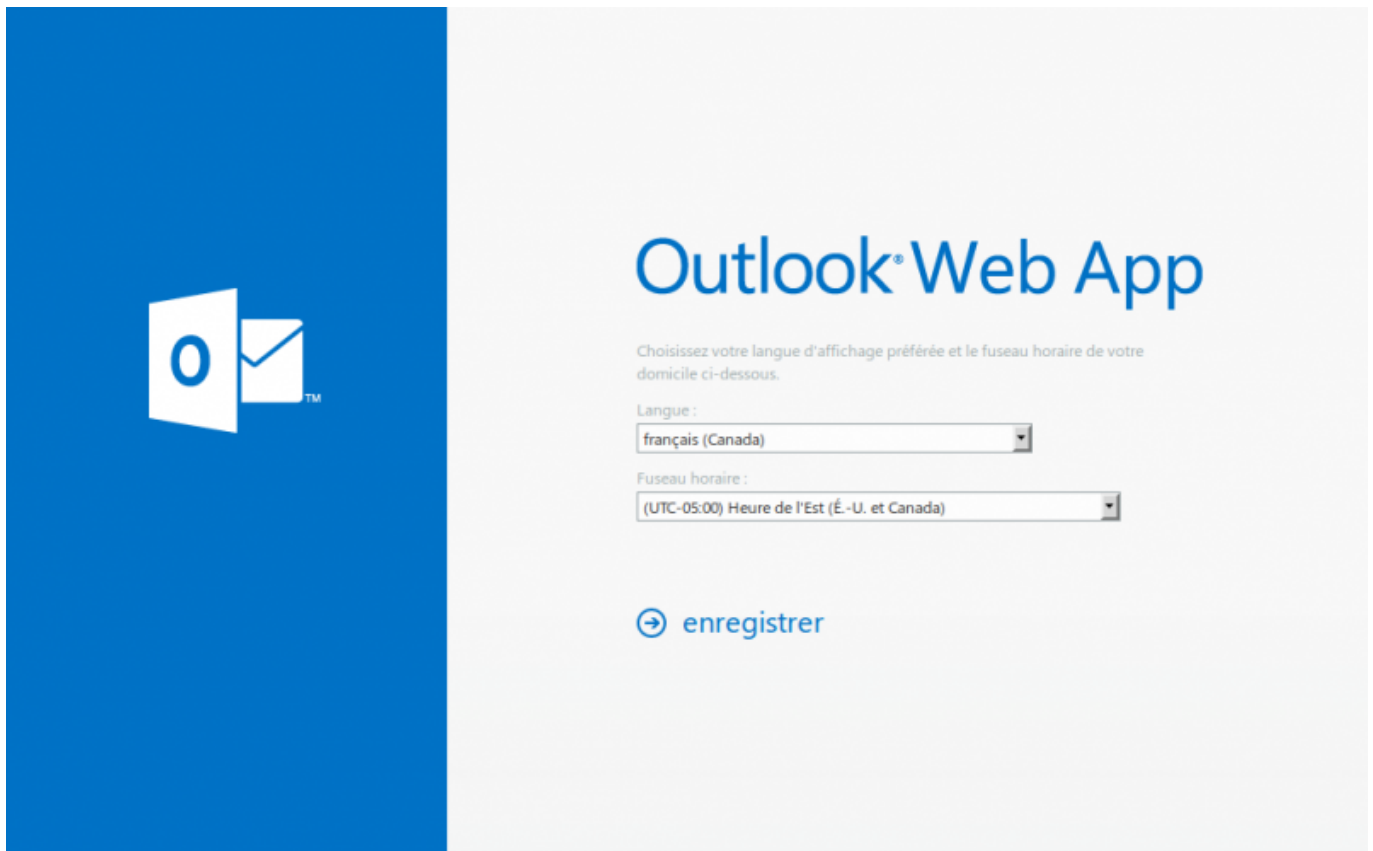 Outlook® Web App
Choisissez votre langue d'affichage préférée et le fuseau horaire de votre
domicile ci-dessous.
Langue :
français (Canada)
Fuseau horaire :
(UTC-05:00) Heure de l'Est (É.-U. et Canada)
enregistrer
O
TM